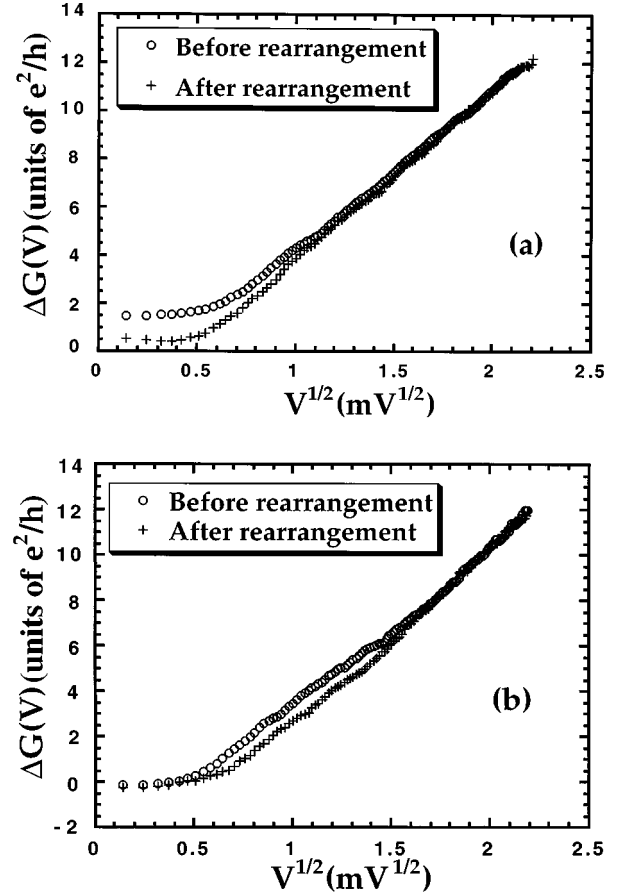 14
12
10
8
6
4
2
0
ΔG(V)(units of e²/h)
Before rearrangement
After rearrangement
(a)
0 0.5 1 1.5 2 2.5
V^{1/2}(mV^{1/2})
14
12
10
8
6
4
2
0
-2
ΔG(V)(units of e²/h)
Before rearrangement
After rearrangement
(b)
0 0.5 1 1.5 2 2.5
V^{1/2}(mV^{1/2})